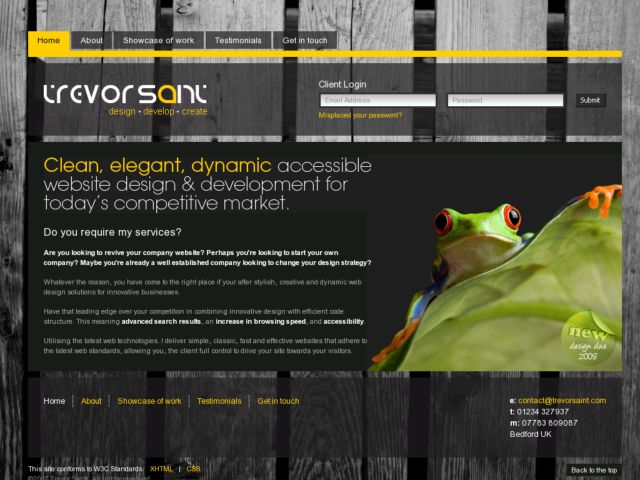 Home
About
Showcase of work
Testimonials
Get in touch
trevorsaint
design • develop • create
Client Login
Email Address
Password
Submit
Misplaced your password?
Clean, elegant, dynamic accessible
website design & development for
today's competitive market.
Do you require my services?
Are you looking to revive your company website? Perhaps you're looking to start your own
company? Maybe you're already a well established company looking to change your design strategy?
Whatever the reason, you have come to the right place if your after stylish, creative and dynamic web
design solutions for innovative businesses.
Have that leading edge over your competition in combining innovative design with efficient code
structure. This meaning advanced search results, an increase in browsing speed, and accessibility.
Utilising the latest web technologies. I deliver simple, classic, fast and effective websites that adhere to
the latest web standards, allowing you, the client full control to drive your site towards your visitors.
new
design due
2008
Home
About
Showcase of work
Testimonials
Get in touch
e: contact@trevorsaint.com
t: 01234 327937
m: 07783 809087
Bedford UK
This site conforms to W3C Standards XHTML | CSS
Back to the top
©2007 Trevor Saint. All rights reserved